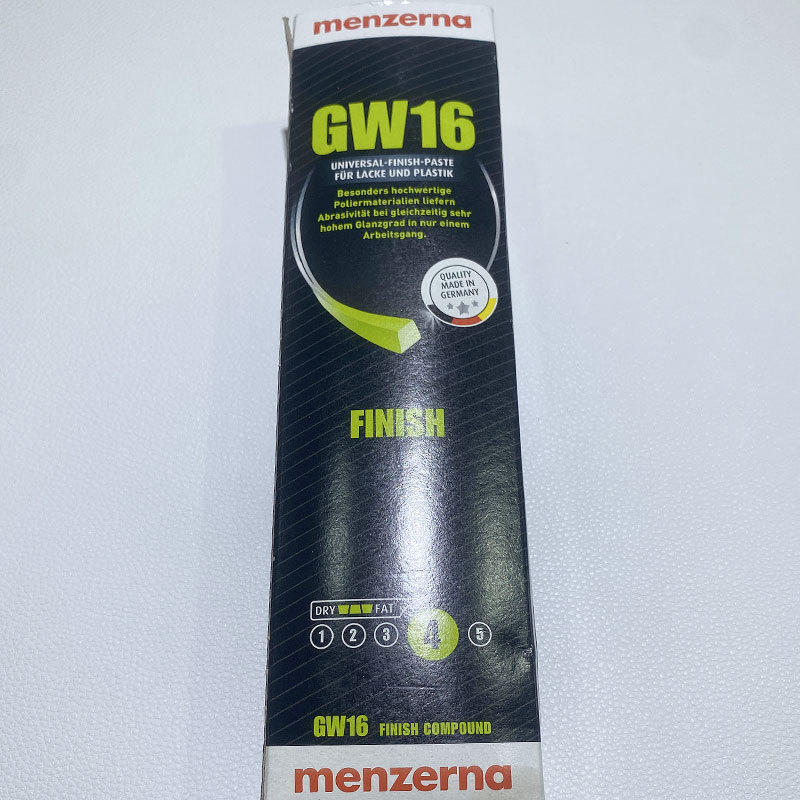 menzerna
GW16
UNIVERSAL-FINISH-PASTE
FÜR LACKE UND PLASTIK
Besonders hochwertige
Poliermaterialien liefern
Abrasivität bei gleichzeitig sehr
hohem Glanzgrad in nur einem
Arbeitsgang.
QUALITY
MADE IN
GERMANY
FINISH
DRY FAT
1 2 3 4 5
GW16 FINISH COMPOUND
menzerna